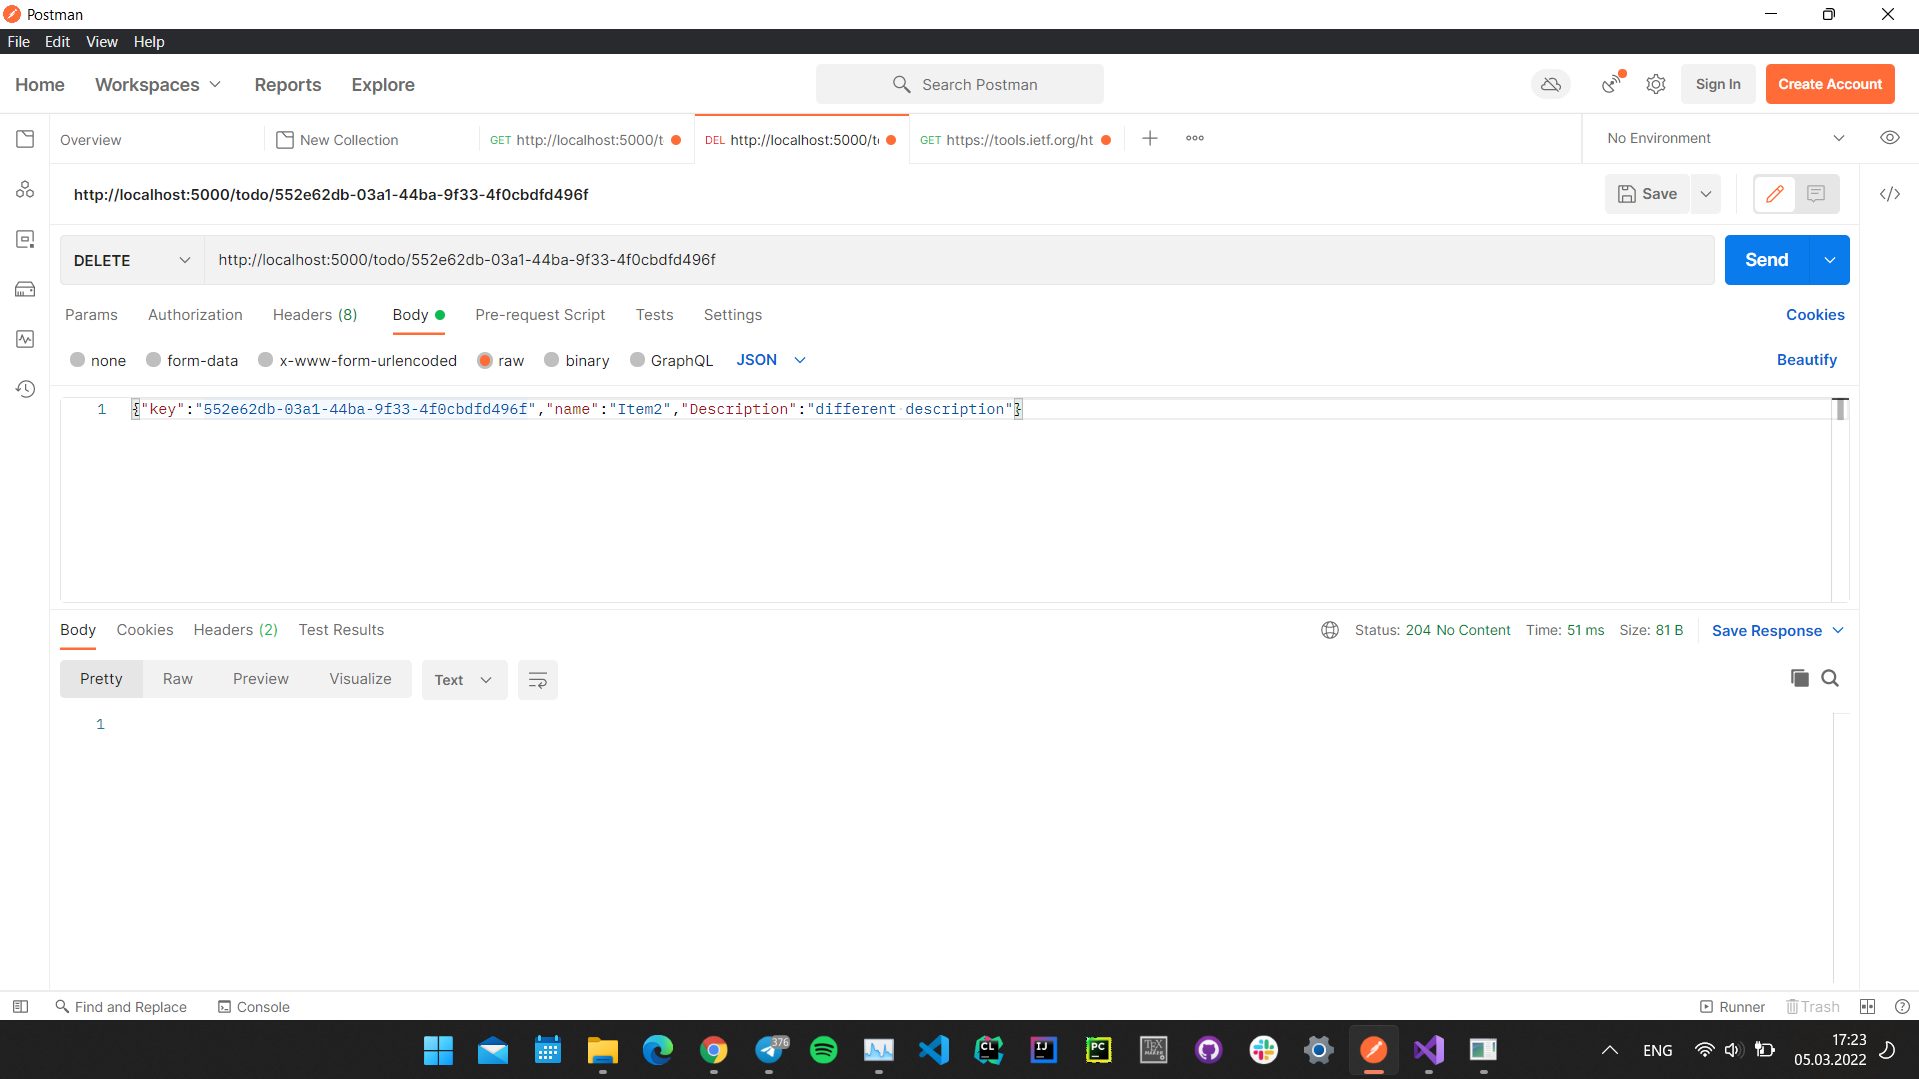 Postman
File Edit View Help
Home Workspaces Reports Explore Search Postman Sign In Create Account
Overview New Collection GET http://localhost:5000/t DEL http://localhost:5000/t GET https://tools.ietf.org/ht No Environment
http://localhost:5000/todo/552e62db-03a1-44ba-9f33-4f0cbdfd496f Save
DELETE http://localhost:5000/todo/552e62db-03a1-44ba-9f33-4f0cbdfd496f Send
Params Authorization Headers (8) Body Pre-request Script Tests Settings Cookies
none form-data x-www-form-urlencoded raw binary GraphQL JSON Beautify
1 {"key":"552e62db-03a1-44ba-9f33-4f0cbdfd496f","name":"Item2","Description":"different description"}
Body Cookies Headers (2) Test Results Status: 204 No Content Time: 51 ms Size: 81 B Save Response
Pretty Raw Preview Visualize Text
1
Find and Replace Console Runner Trash
376 CL IJ PC TEX MAKER ENG 17:23
05.03.2022